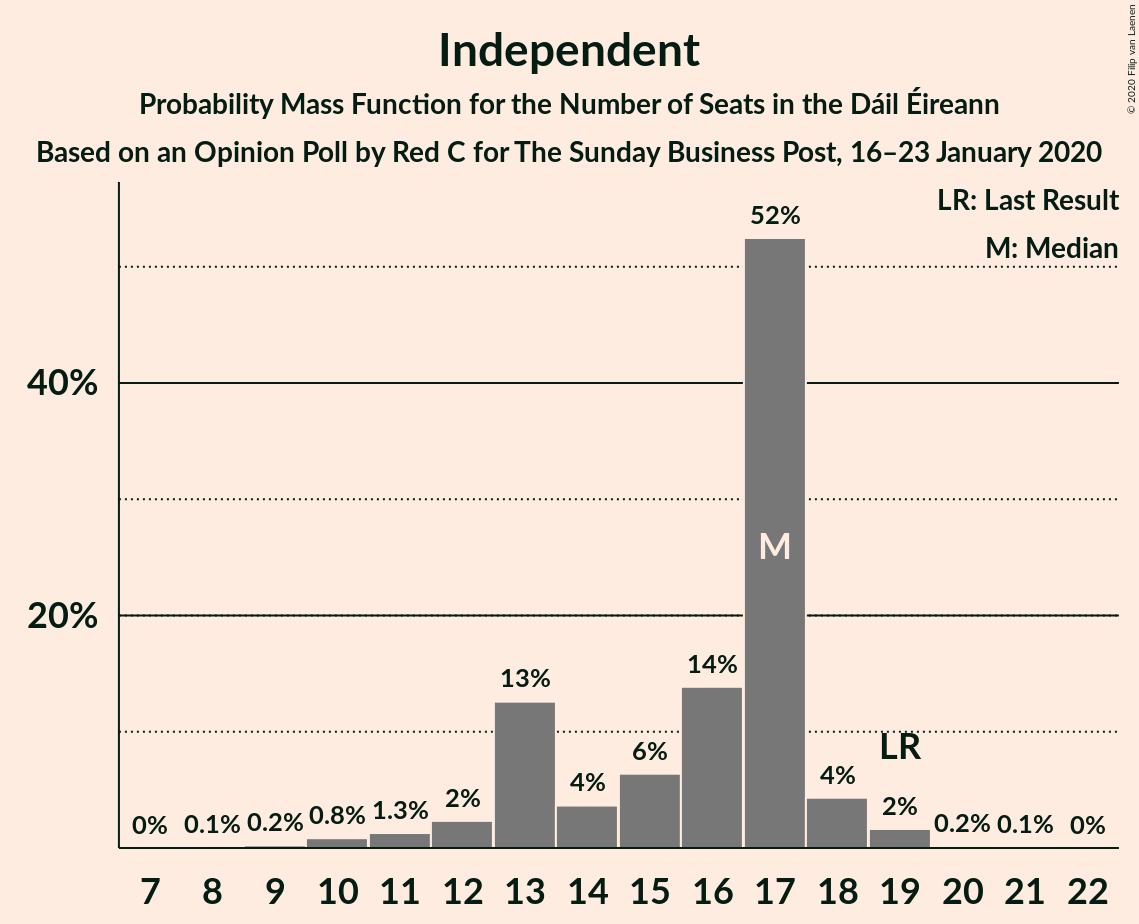 Independent
Probability Mass Function for the Number of Seats in the Dáil Éireann
Based on an Opinion Poll by Red C for The Sunday Business Post, 16–23 January 2020
© 2020 Filip van Laenen
LR: Last Result
M: Median
52%
40%
M
20%
14%
13%
LR
6%
4%
4%
2%
2%
1.3%
0.8%
0.2%
0.1%
0%
0.2%
0.1%
0%
7 8 9 10 11 12 13 14 15 16 17 18 19 20 21 22